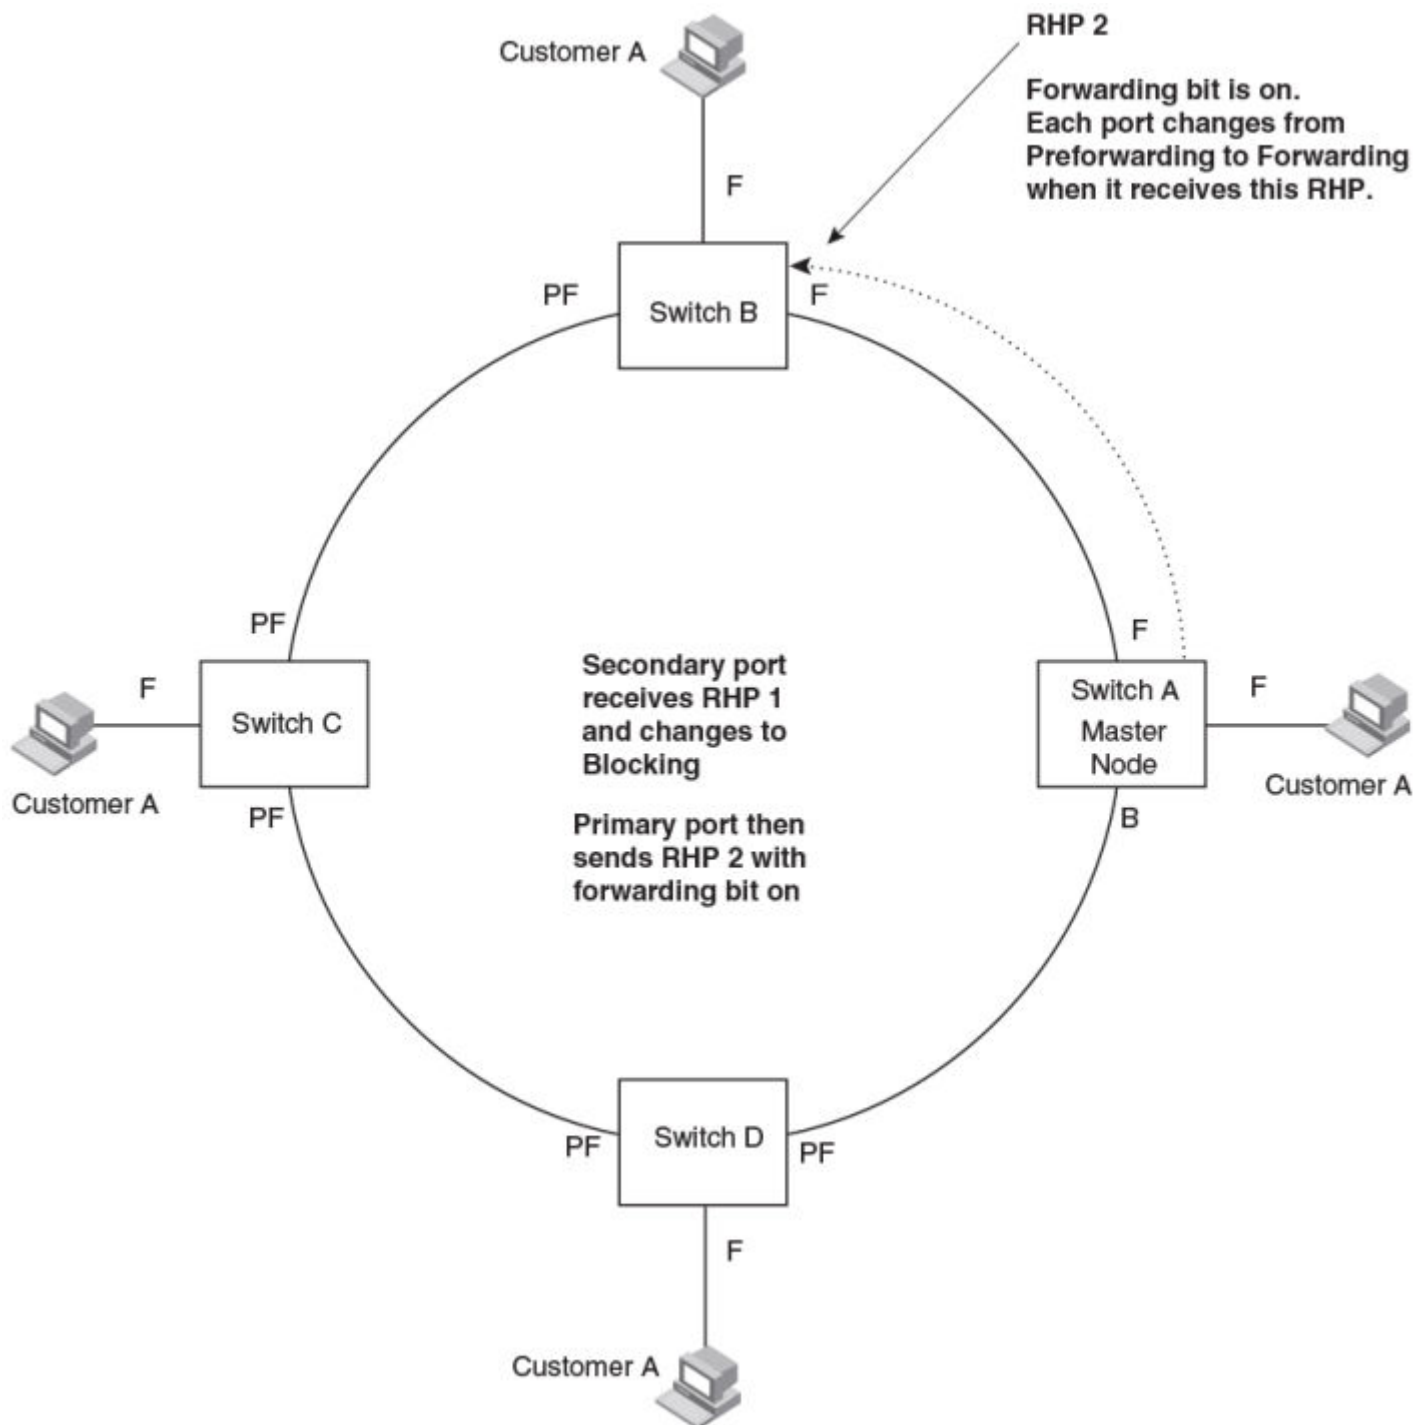 RHP 2
Customer A
Forwarding bit is on.
Each port changes from
Preforwarding to Forwarding
when it receives this RHP.
F
PF
F
Switch B
PF
F
Secondary port
receives RHP 1
and changes to
Blocking
F
Switch C
Switch A
Master
Node
F
Customer A
PF
Customer A
B
Primary port then
sends RHP 2 with
forwarding bit on
PF
Switch D
PF
F
Customer A